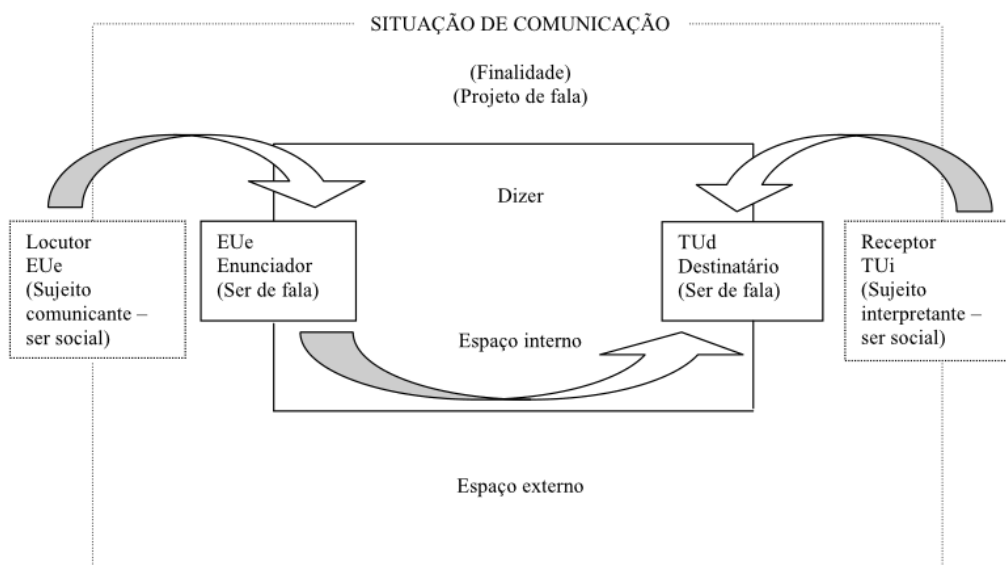 SITUAÇÃO DE COMUNICAÇÃO
(Finalidade)
(Projeto de fala)
Dizer
Locutor
EUe
(Sujeito
comunicante –
ser social)
EUe
Enunciador
(Ser de fala)
TUd
Destinatário
(Ser de fala)
Receptor
TUi
(Sujeito
interpretante –
ser social)
Espaço interno
Espaço externo